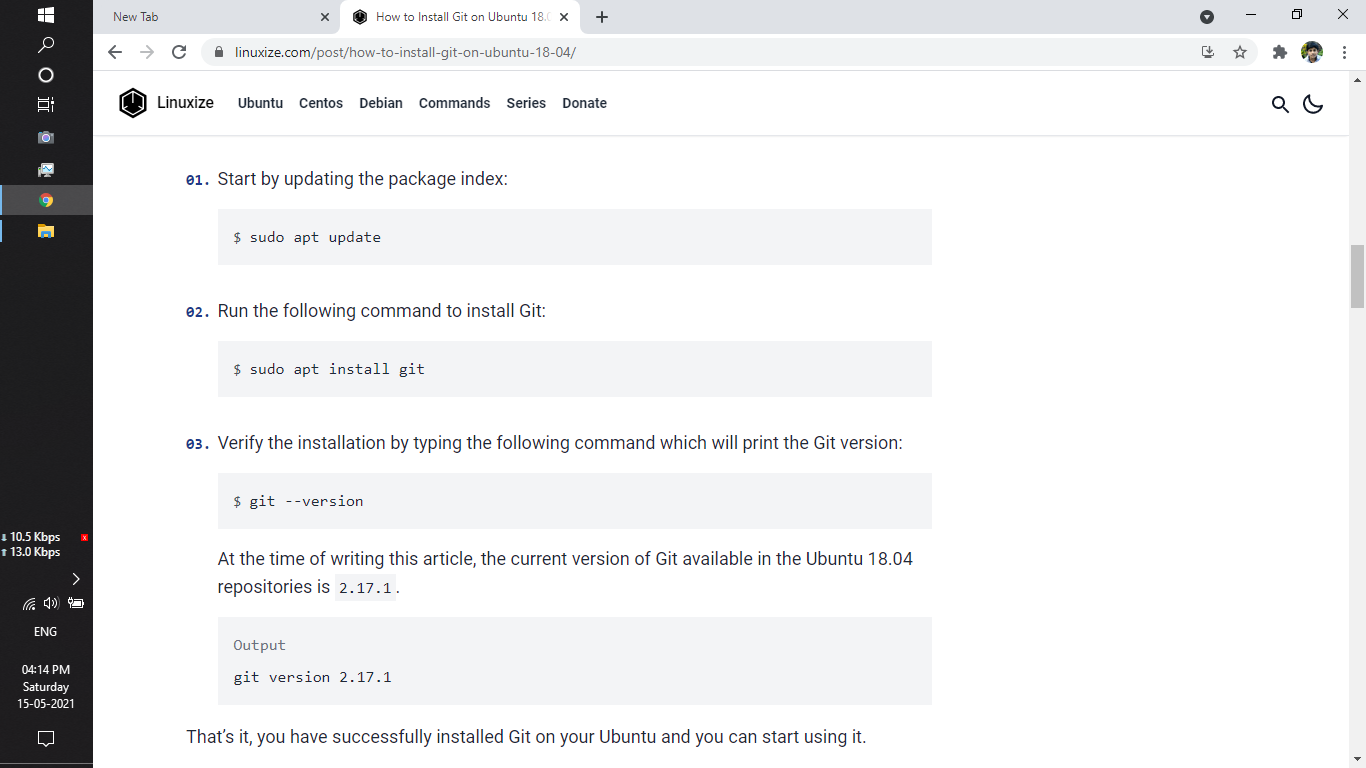 New Tab
How to Install Git on Ubuntu 18.0
linuxize.com/post/how-to-install-git-on-ubuntu-18-04/
Linuxize Ubuntu Centos Debian Commands Series Donate
01. Start by updating the package index:
$ sudo apt update
02. Run the following command to install Git:
$ sudo apt install git
03. Verify the installation by typing the following command which will print the Git version:
$ git --version
At the time of writing this article, the current version of Git available in the Ubuntu 18.04
repositories is 2.17.1.
Output
git version 2.17.1
That’s it, you have successfully installed Git on your Ubuntu and you can start using it.
10.5 Kbps
13.0 Kbps
ENG
04:14 PM
Saturday
15-05-2021